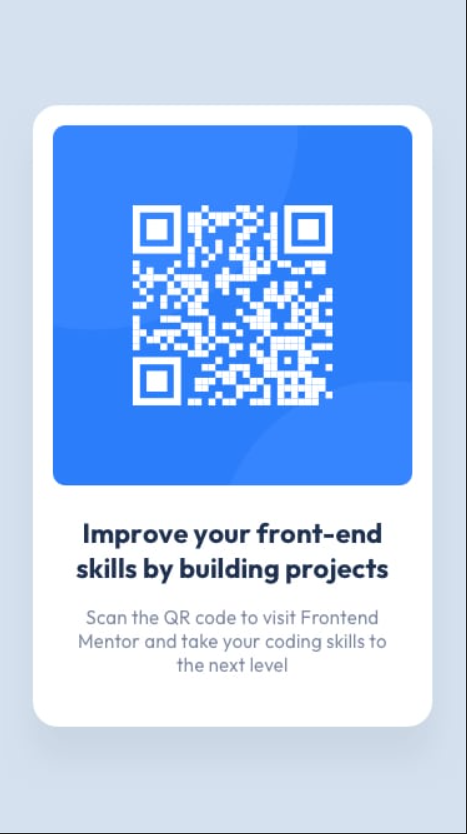 Improve your front-end
skills by building projects
Scan the QR code to visit Frontend
Mentor and take your coding skills to
the next level